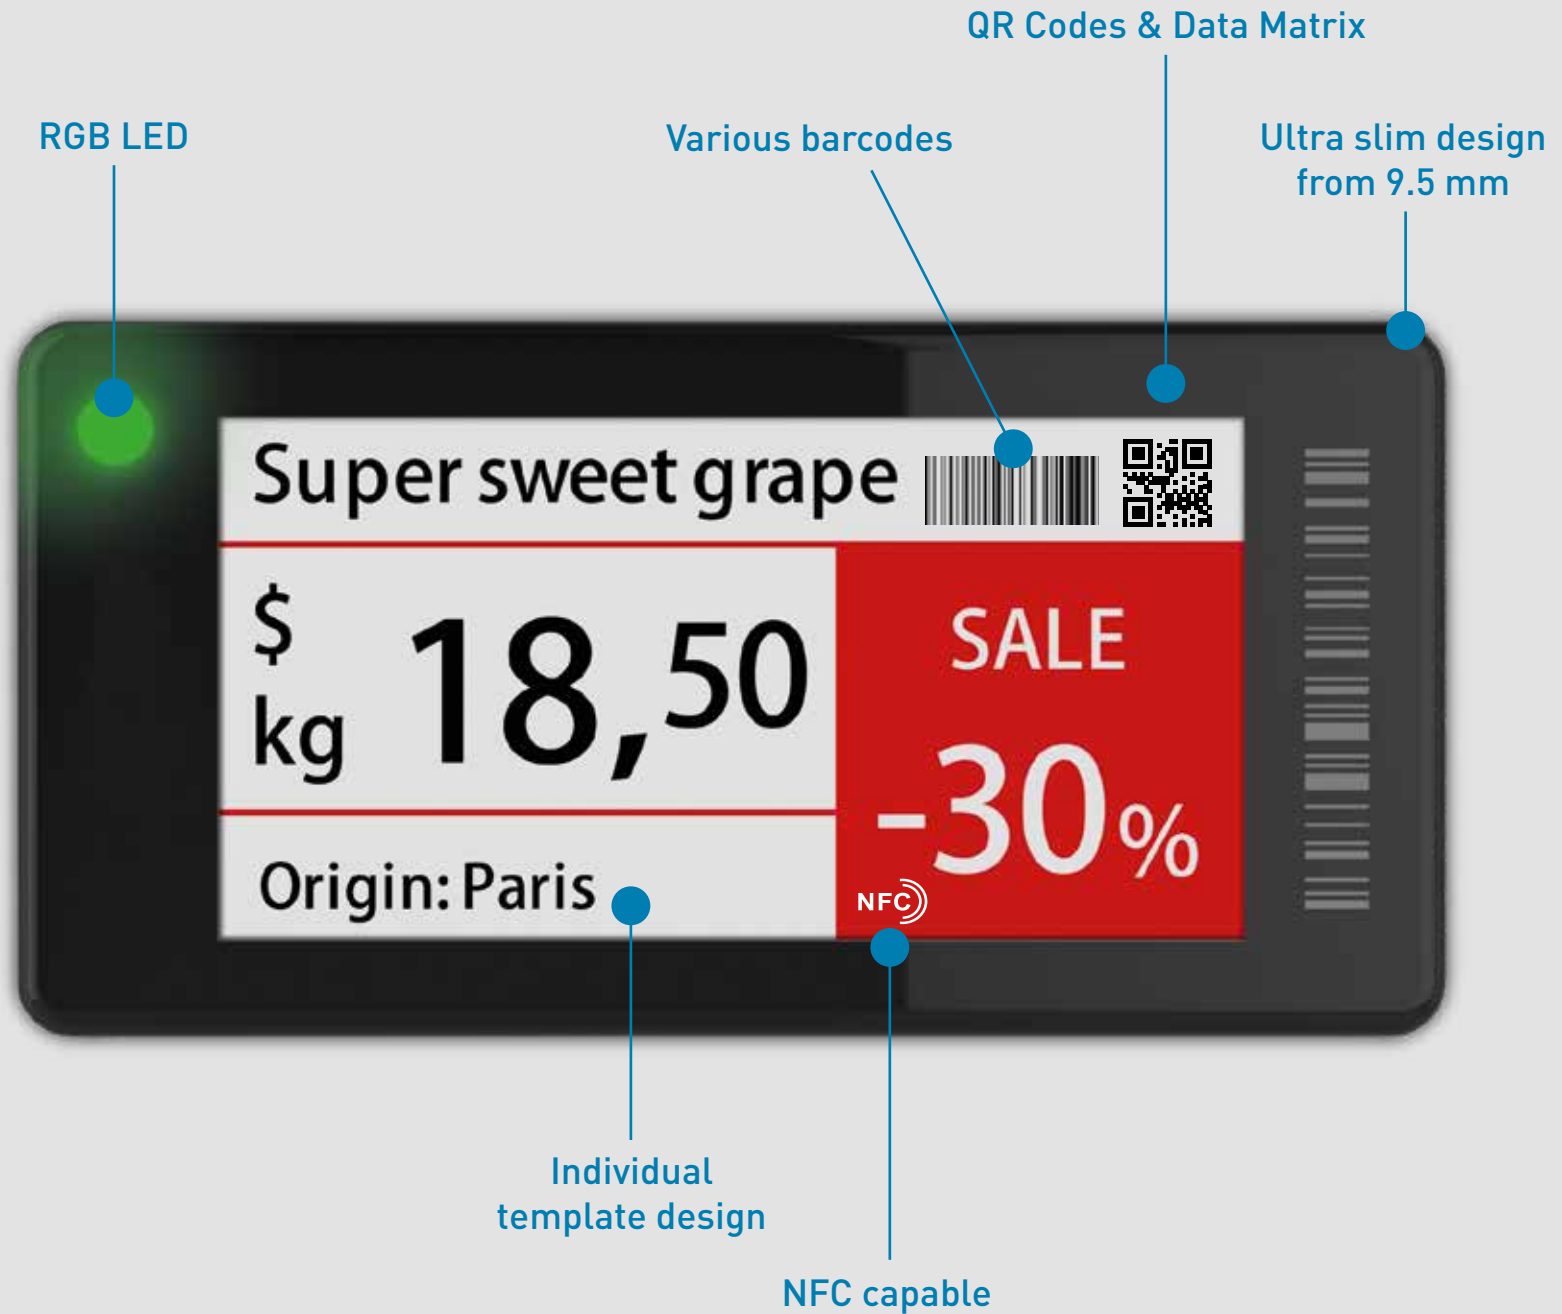 QR Codes & Data Matrix
RGB LED
Various barcodes
Ultra slim design
from 9.5 mm
Super sweet grape
$
kg
18,50
SALE
-30%
Origin: Paris
NFC
Individual
template design
NFC capable